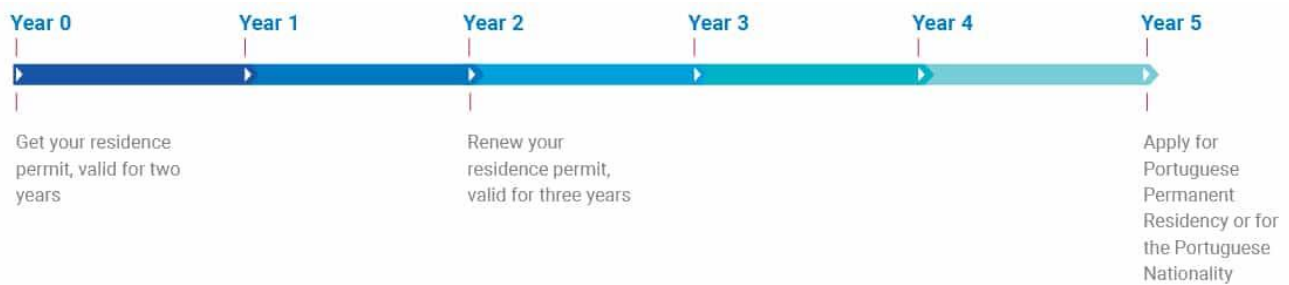 Year 0
Year 1
Year 2
Year 3
Year 4
Year 5
Get your residence
permit, valid for two
years
Renew your
residence permit,
valid for three years
Apply for
Portuguese
Permanent
Residency or for
the Portuguese
Nationality